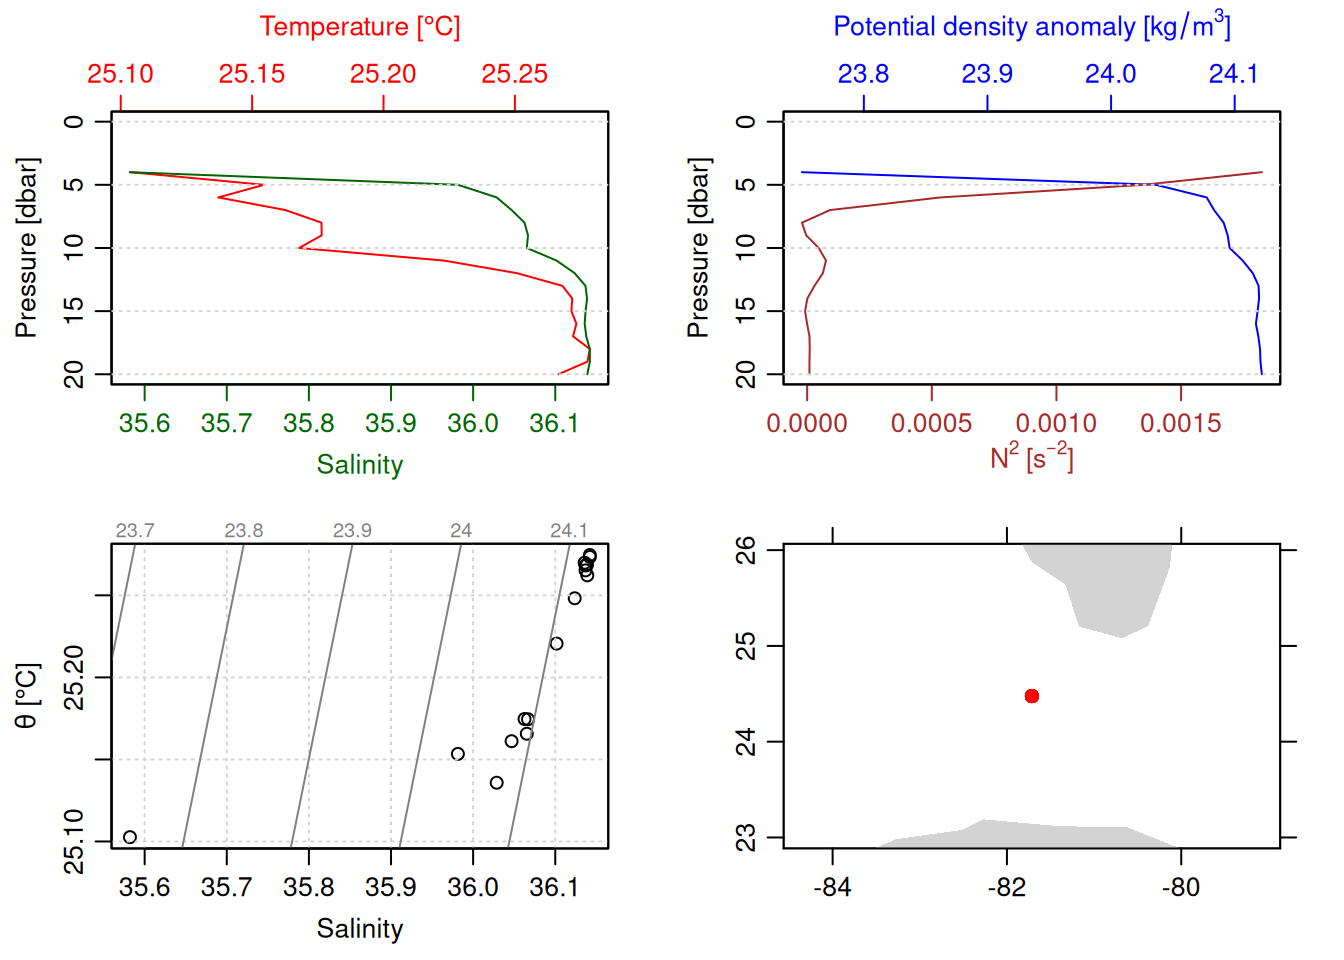 Temperature [°C]
25.10 25.15 25.20 25.25
Pressure [dbar]
0
5
10
15
20
35.6 35.7 35.8 35.9 36.0 36.1
Salinity
Potential density anomaly [kg/m³]
23.8 23.9 24.0 24.1
Pressure [dbar]
0
5
10
15
20
0.0000 0.0005 0.0010 0.0015
N² [s⁻²]
23.7 23.8 23.9 24 24.1
θ [°C]
25.20
25.10
35.6 35.7 35.8 35.9 36.0 36.1
Salinity
26
25
24
23
-84 -82 -80